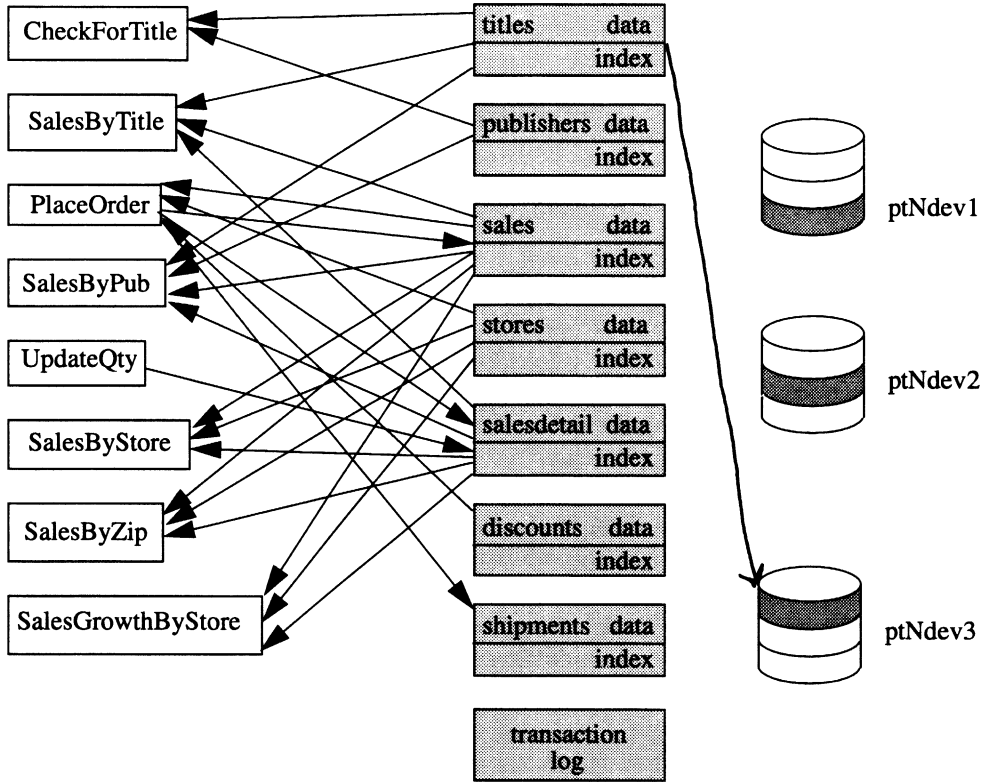 CheckForTitle
SalesByTitle
PlaceOrder
SalesByPub
UpdateQty
SalesByStore
SalesByZip
SalesGrowthByStore
titles data
index
publishers data
index
sales data
index
stores data
index
salesdetail data
index
discounts data
index
shipments data
index
transaction
log
ptNdev1
ptNdev2
ptNdev3